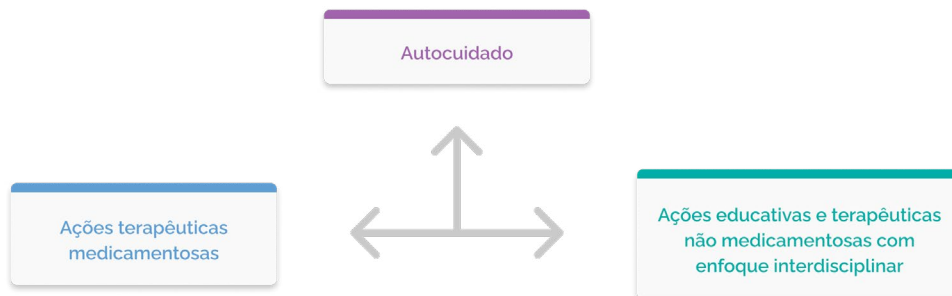 Autocuidado
Ações terapêuticas
medicamentosas
Ações educativas e terapêuticas
não medicamentosas com
enfoque interdisciplinar